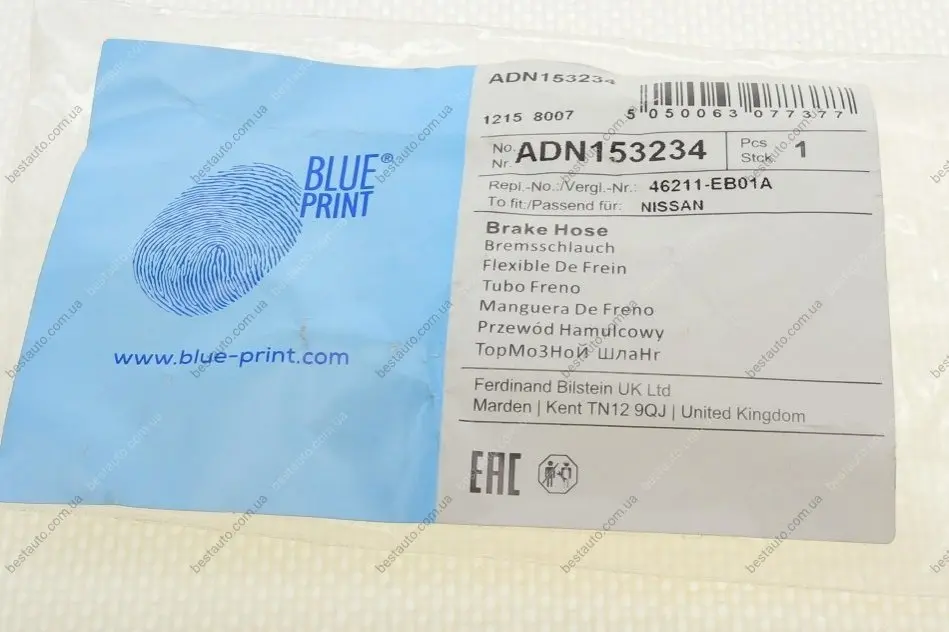 BLUE®
PRINT
www.blue-print.com
ADN153234
1215 8007
5 050063 077377
No.
Nr.
ADN153234
Pcs
Stck
1
Repl.-No.:/Vergl.-Nr.: 46211-EB01A
To fit:/Passend für: NISSAN
Brake Hose
Bremsschlauch
Flexible De Frein
Tubo Freno
Manguera De Freno
Przewód Hamulcowy
ТорМоЗНоЙ ШлаНг
Ferdinand Bilstein UK Ltd
Marden | Kent TN12 9QJ | United Kingdom
EAC
bestauto.com.ua